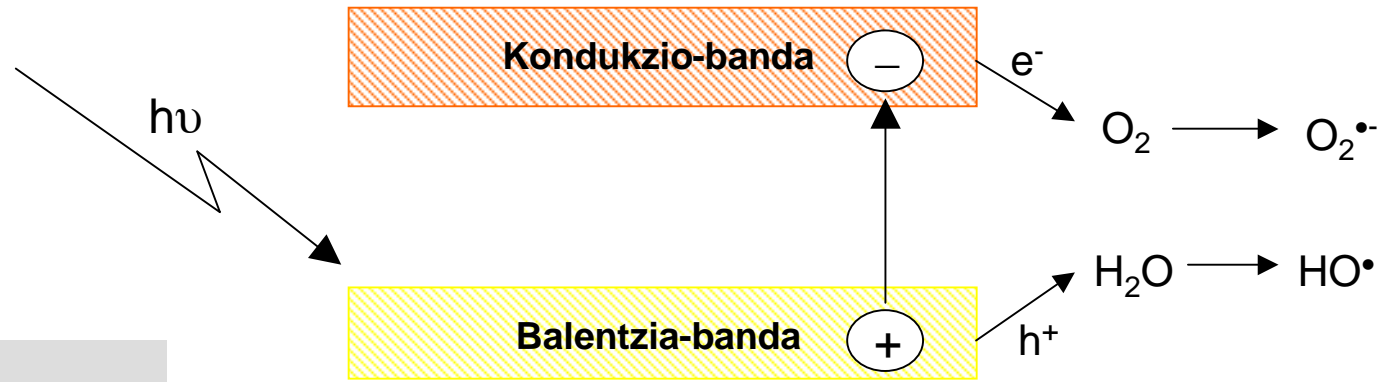 Kondukzio-banda
−
e⁻
hυ
O₂
O₂•⁻
H₂O
HO•
Balentzia-banda
+
h⁺